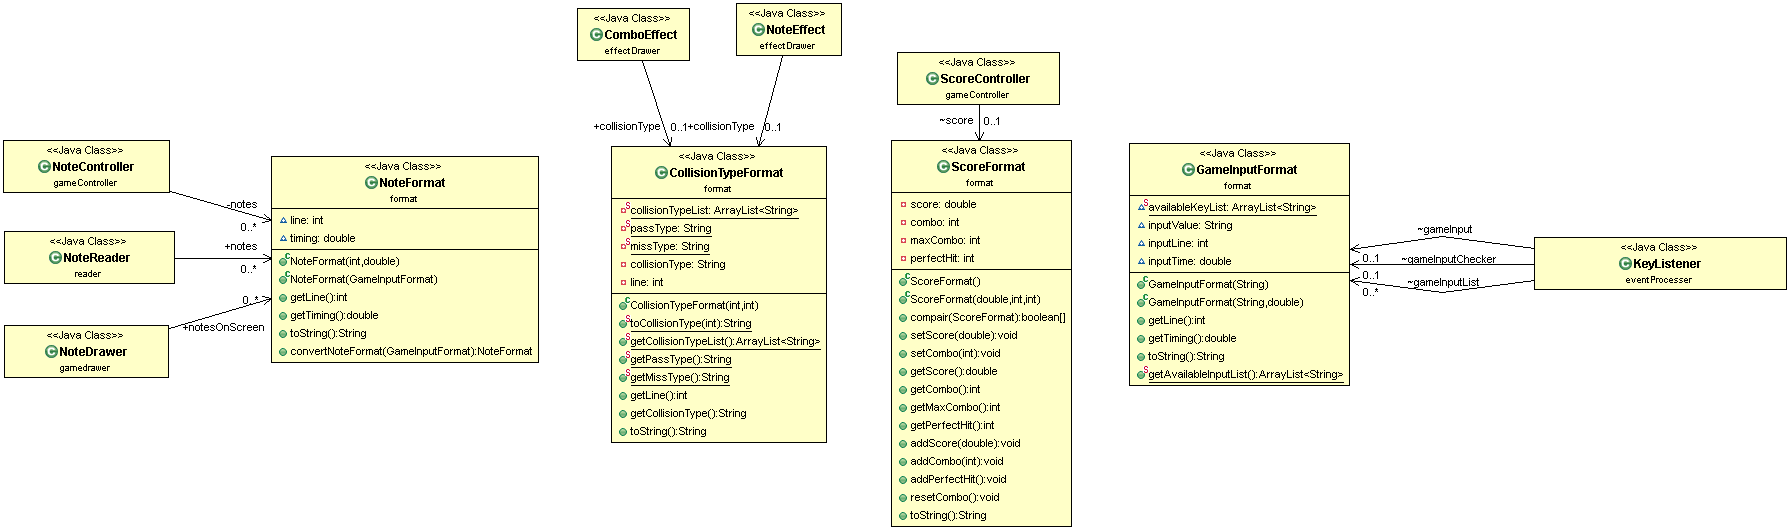 <<Java Class>>
ComboEffect
effectDrawer
<<Java Class>>
NoteEffect
effectDrawer
+collisionType
0..1
+collisionType
0..1
<<Java Class>>
ScoreController
gameController
~score
0..1
<<Java Class>>
NoteController
gameController
-notes
0..*
<<Java Class>>
NoteReader
reader
+notes
0..*
<<Java Class>>
NoteDrawer
gamedrawer
0..*
+notesOnScreen
<<Java Class>>
NoteFormat
format
line: int
timing: double
NoteFormat(int,double)
NoteFormat(GameInputFormat)
getLine():int
getTiming():double
toString():String
convertNoteFormat(GameInputFormat):NoteFormat
<<Java Class>>
CollisionTypeFormat
format
collisionTypeList: ArrayList<String>
passType: String
missType: String
collisionType: String
line: int
CollisionTypeFormat(int,int)
toCollisionType(int):String
getCollisionTypeList():ArrayList<String>
getPassType():String
getMissType():String
getLine():int
getCollisionType():String
toString():String
<<Java Class>>
ScoreFormat
format
score: double
combo: int
maxCombo: int
perfectHit: int
ScoreFormat()
ScoreFormat(double,int,int)
compair(ScoreFormat):boolean[]
setScore(double):void
setCombo(int):void
getScore():double
getCombo():int
getMaxCombo():int
getPerfectHit():int
addScore(double):void
addCombo(int):void
addPerfectHit():void
resetCombo():void
toString():String
<<Java Class>>
GameInputFormat
format
availableKeyList: ArrayList<String>
inputValue: String
inputLine: int
inputTime: double
GameInputFormat(String)
GameInputFormat(String,double)
getLine():int
getTiming():double
toString():String
getAvailableInputList():ArrayList<String>
~gameInput
0..1
~gameInputChecker
0..1
~gameInputList
0..*
<<Java Class>>
KeyListener
eventProcesser